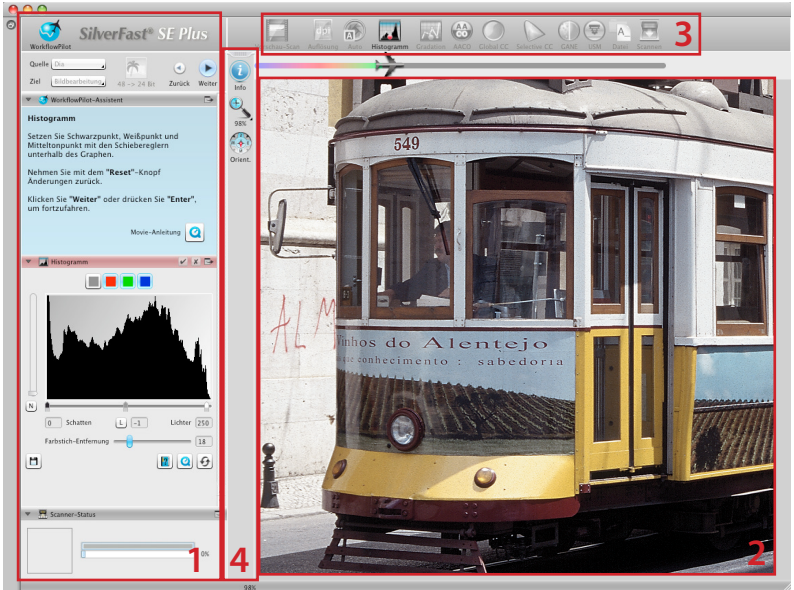 SilverFast® SE Plus
WorkflowPilot
Quelle Dia
Ziel Bildbearbeitung
48 -> 24 Bit
Zurück
Weiter
WorkflowPilot-Assistent
Histogramm
Setzen Sie Schwarzpunkt, Weißpunkt und
Mitteltonpunkt mit den Schiebereglern
unterhalb des Graphen.
Nehmen Sie mit dem "Reset"-Knopf
Änderungen zurück.
Klicken Sie "Weiter" oder drücken Sie "Enter",
um fortzufahren.
Movie-Anleitung
Histogramm
N
0 Schatten L -1 Lichter 250
Farbstich-Entfernung 18
Scanner-Status
0%
1
Info
98%
Orient.
4
98%
Auflösung
Auto
Histogramm
Gradation
AACO
Global CC
Selective CC
GANE
USM
Datei
Scanner
3
549
ALM
Vinhos do Alentejo
conhecimento : sabedoria
2